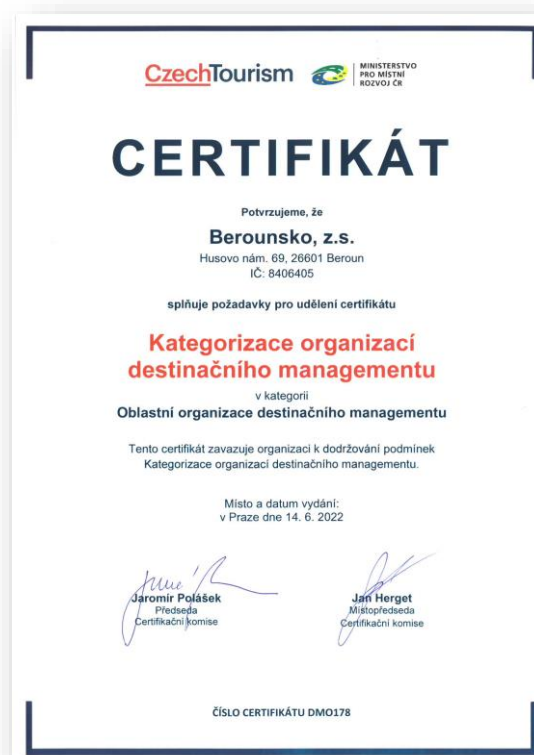 CzechTourism
MINISTERSTVO
PRO MÍSTNÍ
ROZVOJ ČR
CERTIFIKÁT
Potvrzujeme, že
Berounsko, z.s.
Husovo nám. 69, 26601 Beroun
IČ: 8406405
splňuje požadavky pro udělení certifikátu
Kategorizace organizací
destinačního managementu
v kategorii
Oblastní organizace destinačního managementu
Tento certifikát zavazuje organizaci k dodržování podmínek
Kategorizace organizací destinačního managementu.
Místo a datum vydání:
v Praze dne 14. 6. 2022
Jaromír Polášek
Předseda
Certifikační komise
Jan Herget
Místopředseda
Certifikační komise
ČÍSLO CERTIFIKÁTU DMO178